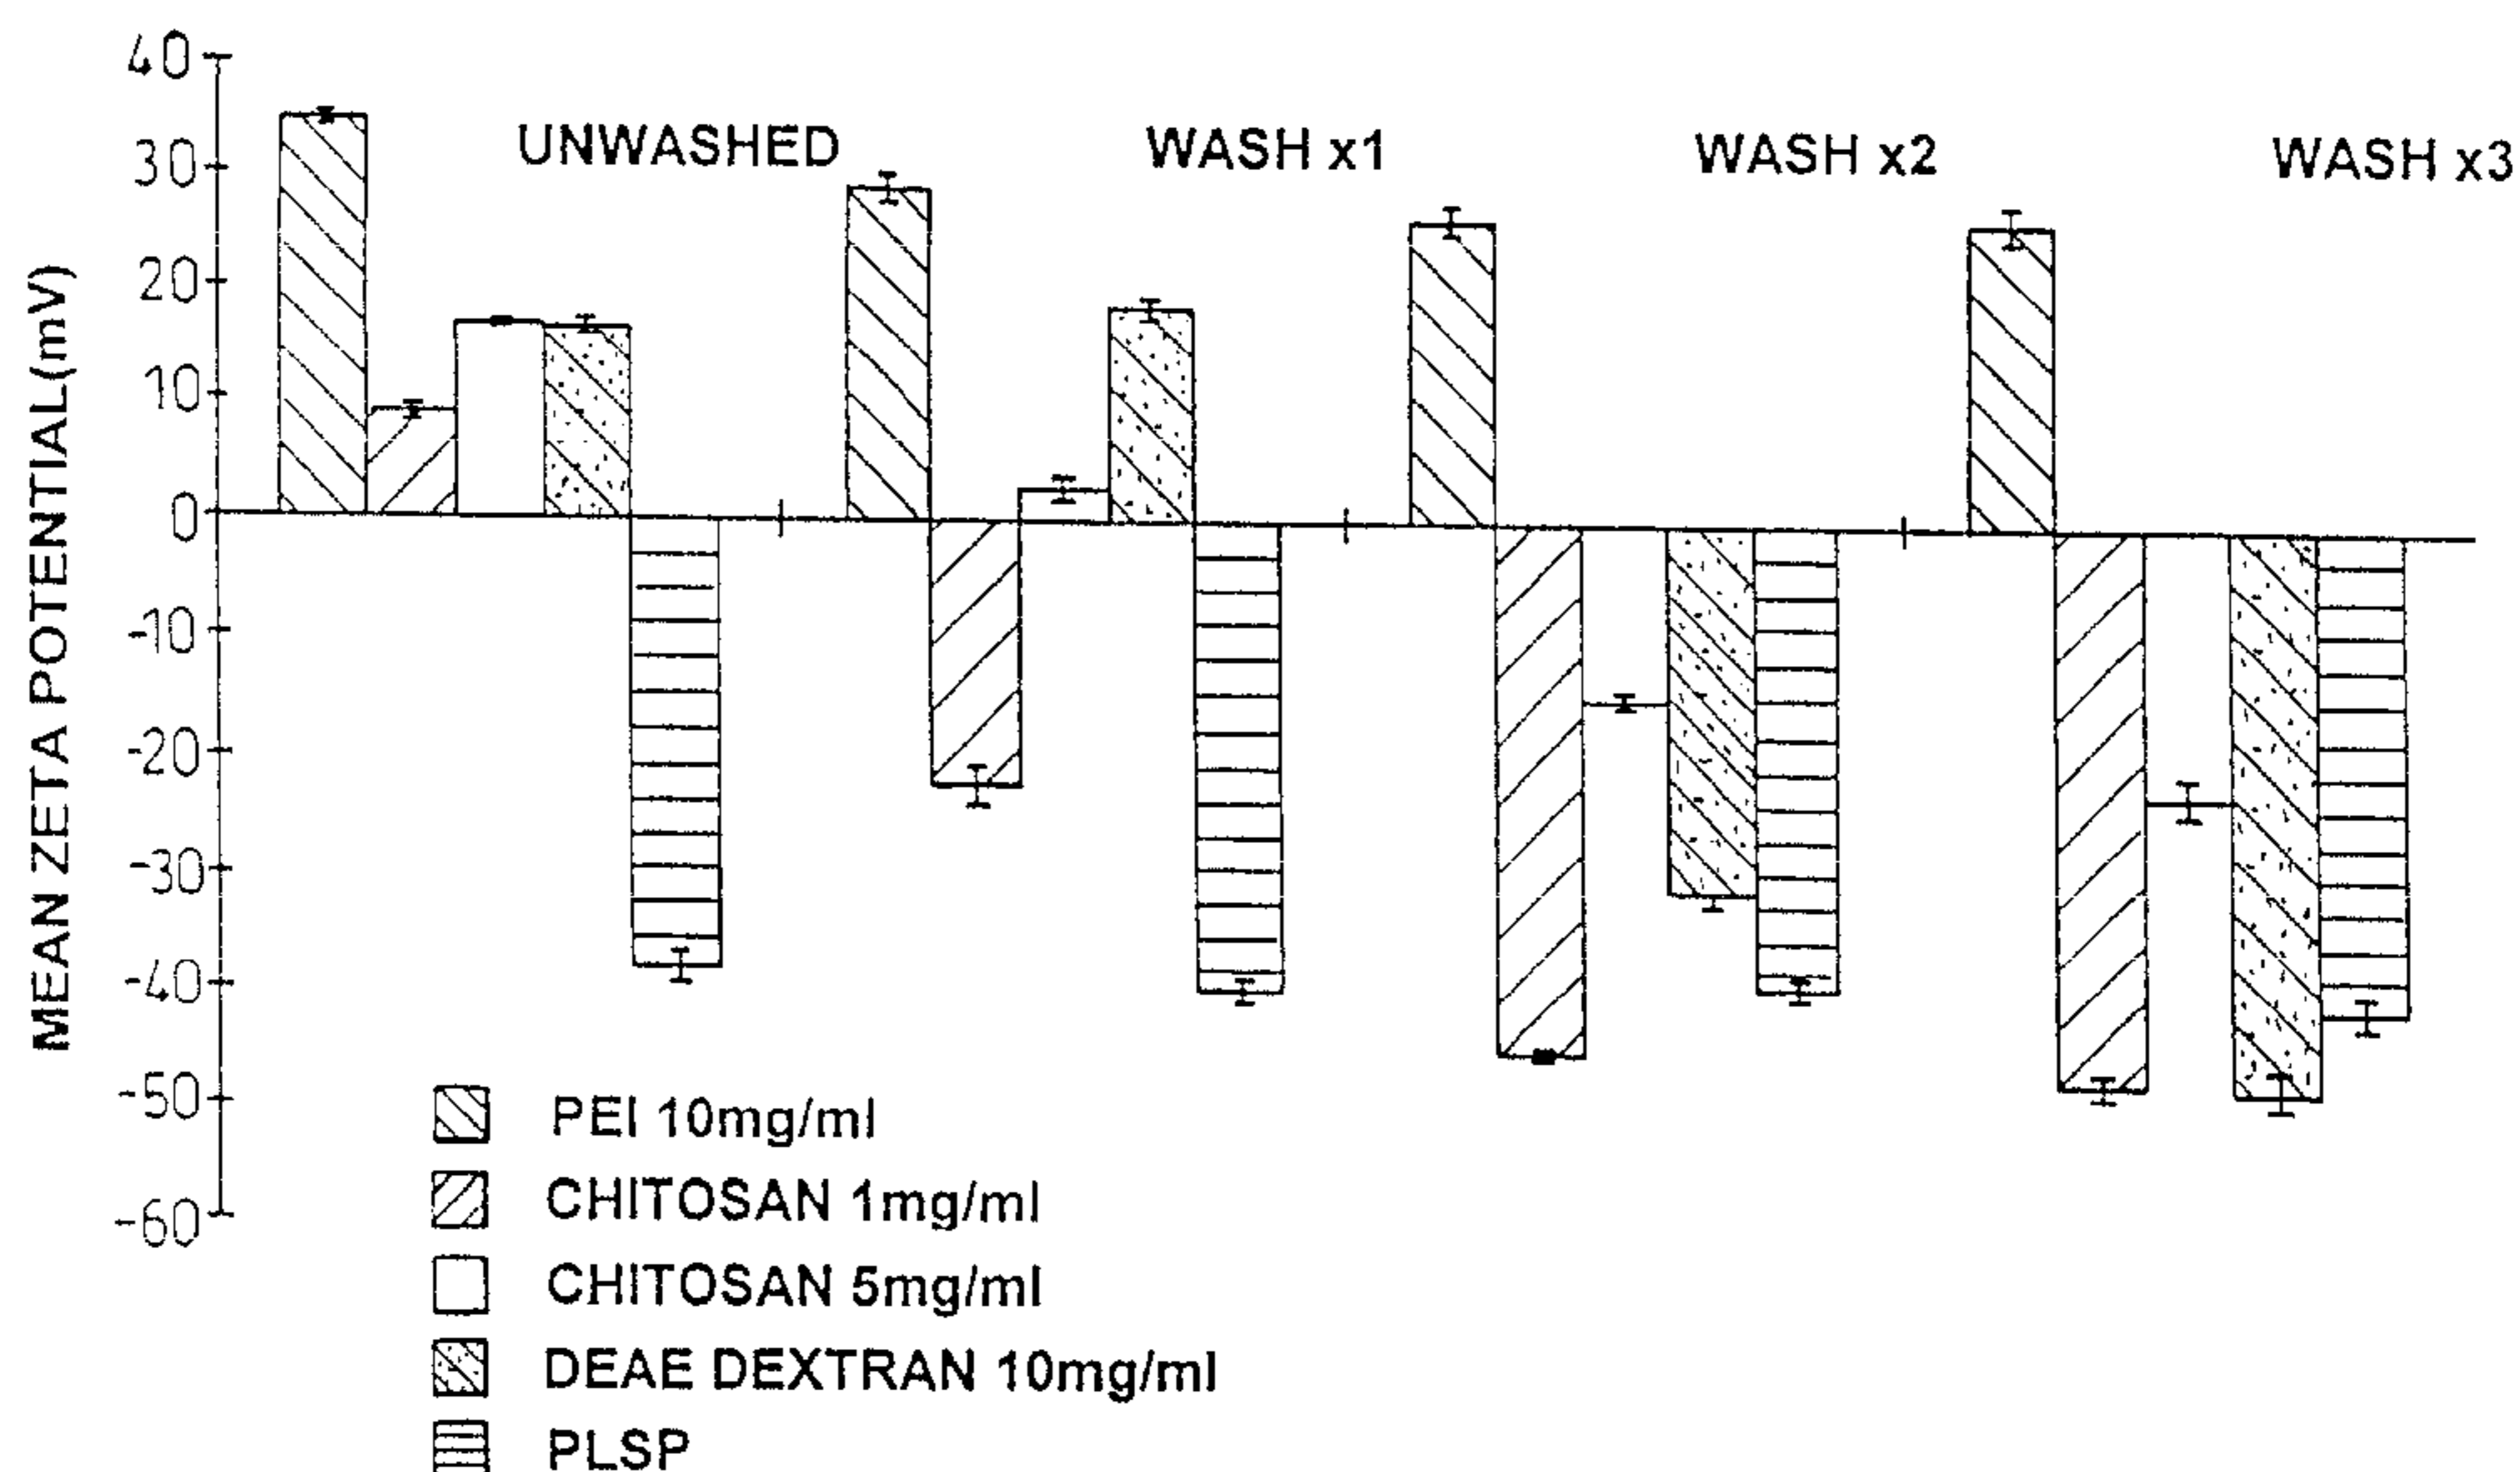 MEAN ZETA POTENTIAL(mV)
40
30
20
10
0
-10
-20
-30
-40
-50
-60
UNWASHED
WASH x1
WASH x2
WASH x3
PEI 10mg/ml
CHITOSAN 1mg/ml
CHITOSAN 5mg/ml
DEAE DEXTRAN 10mg/ml
PLSP